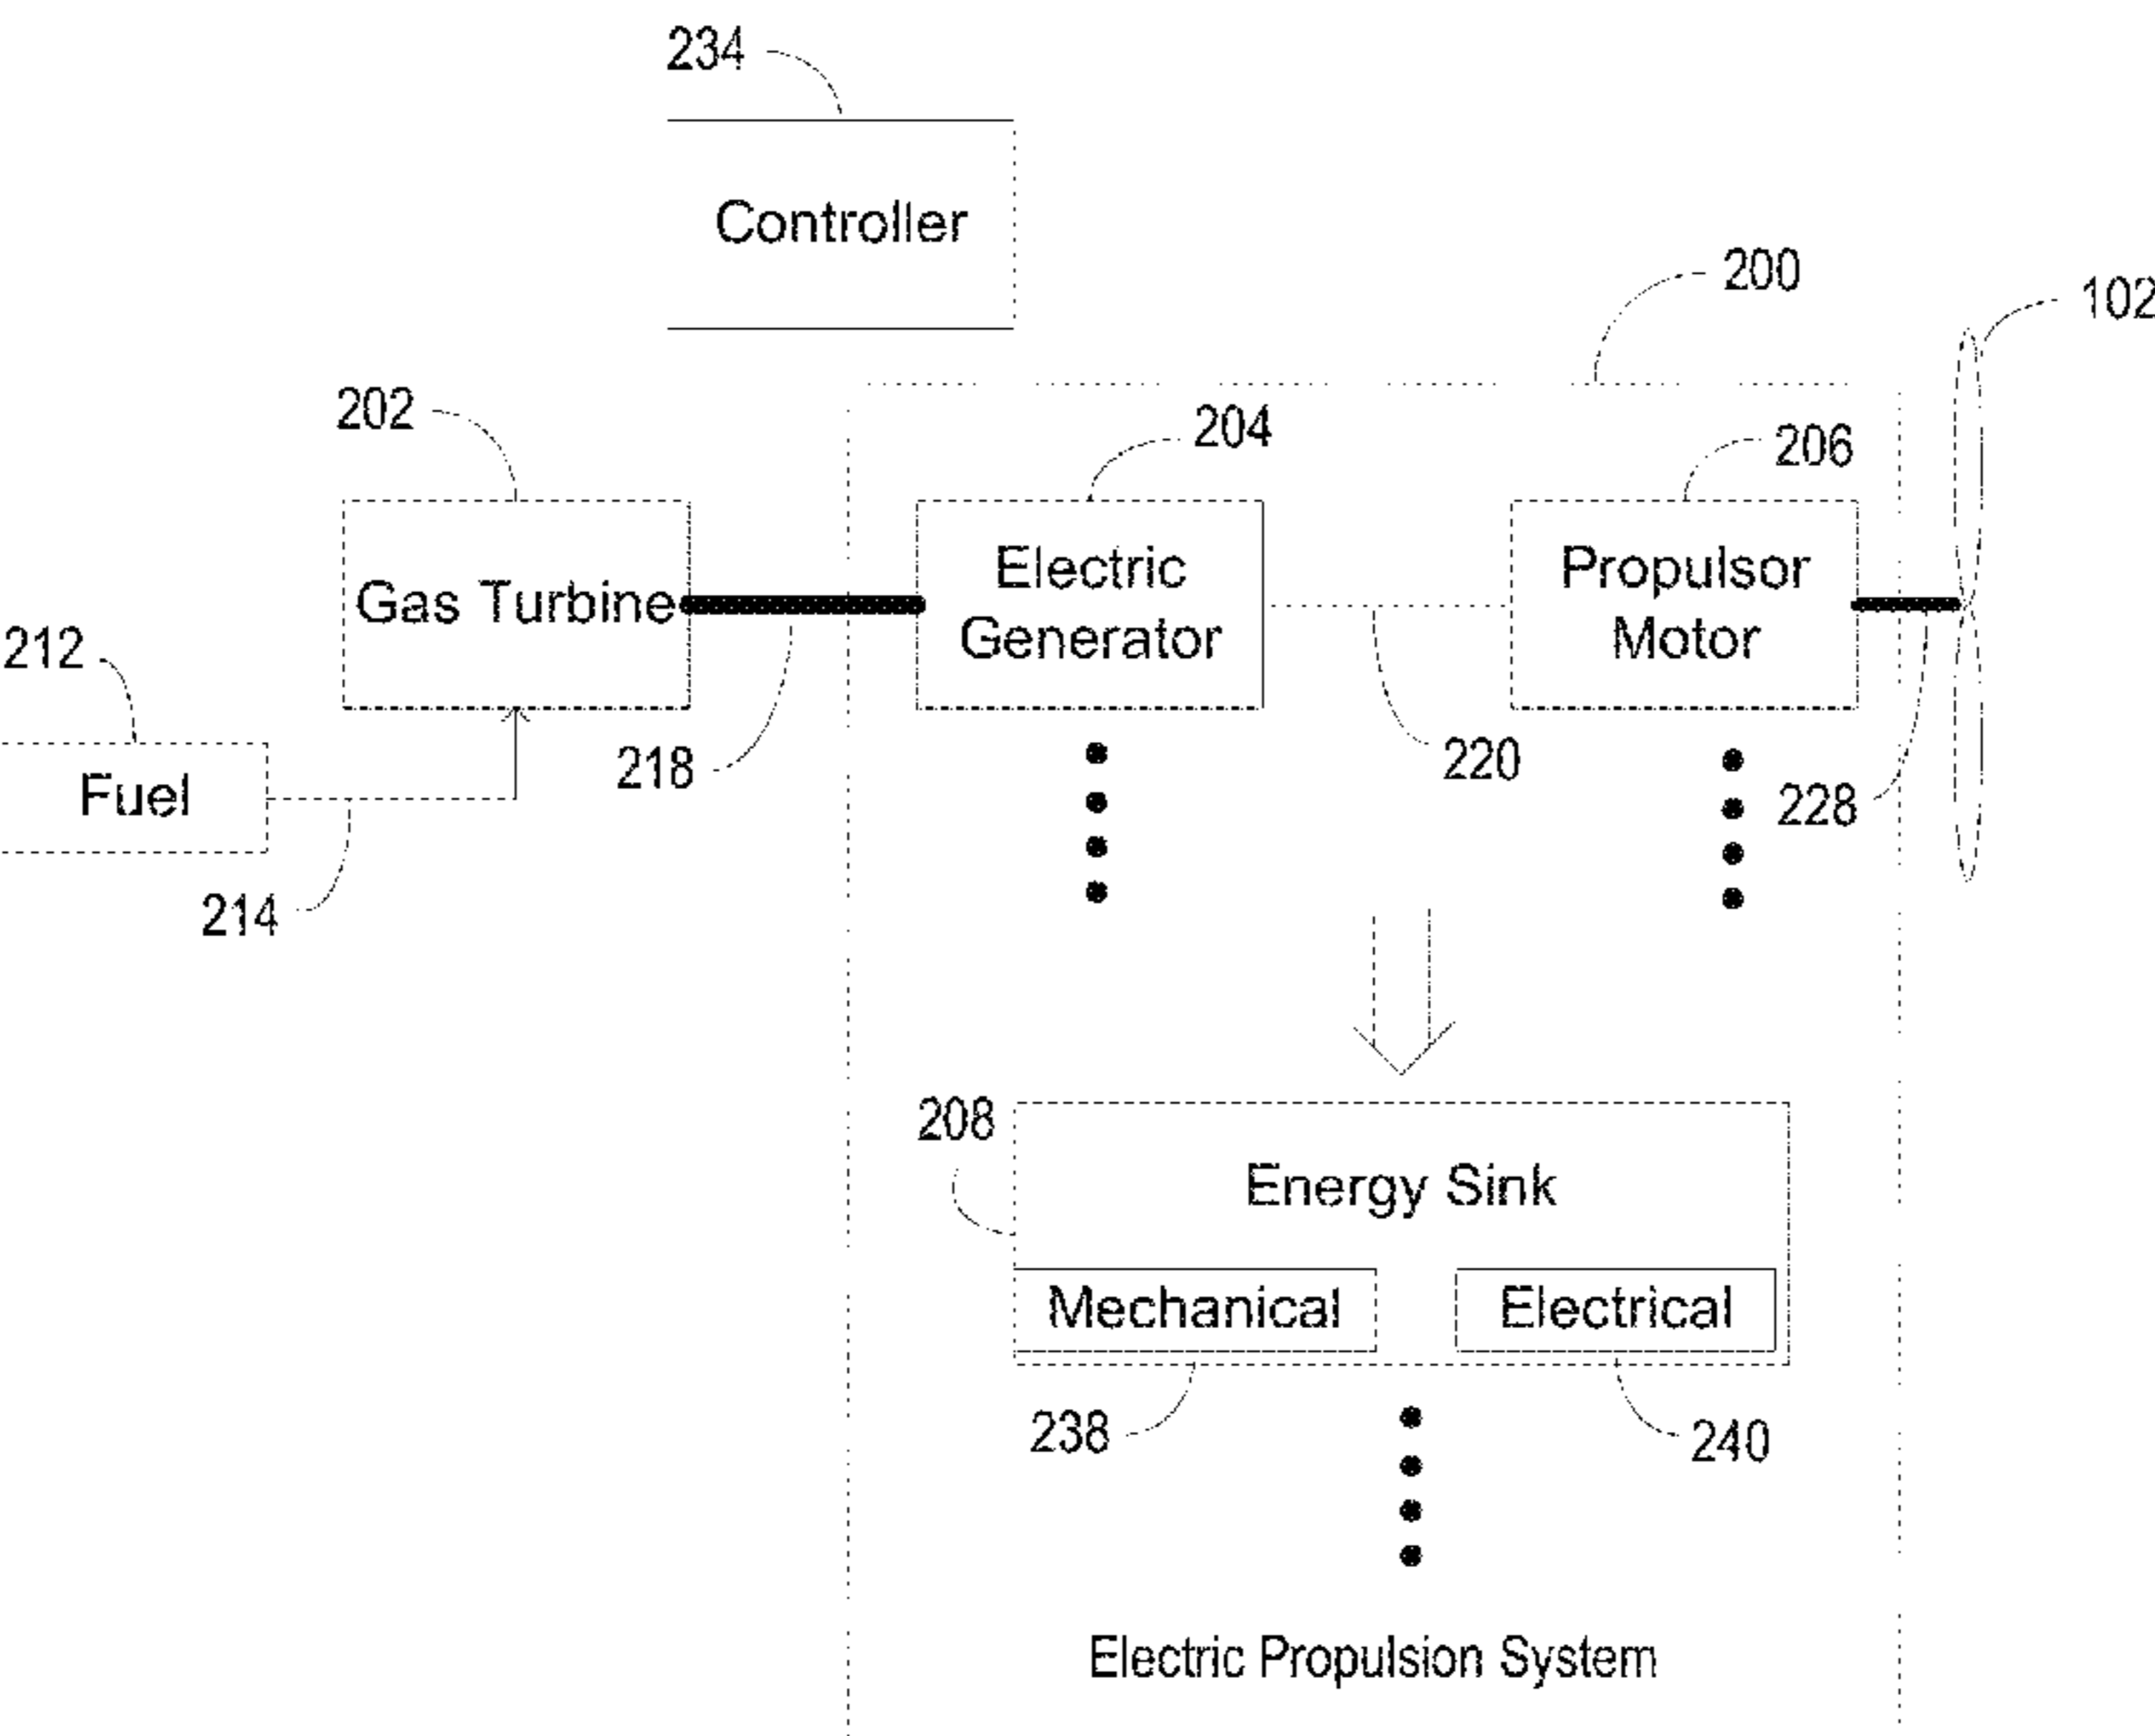 234
Controller
200
102
202
204
206
Gas Turbine
Electric
Generator
Propulsor
Motor
212
Fuel
218
220
228
214
208
Energy Sink
Mechanical
Electrical
238
240
Electric Propulsion System